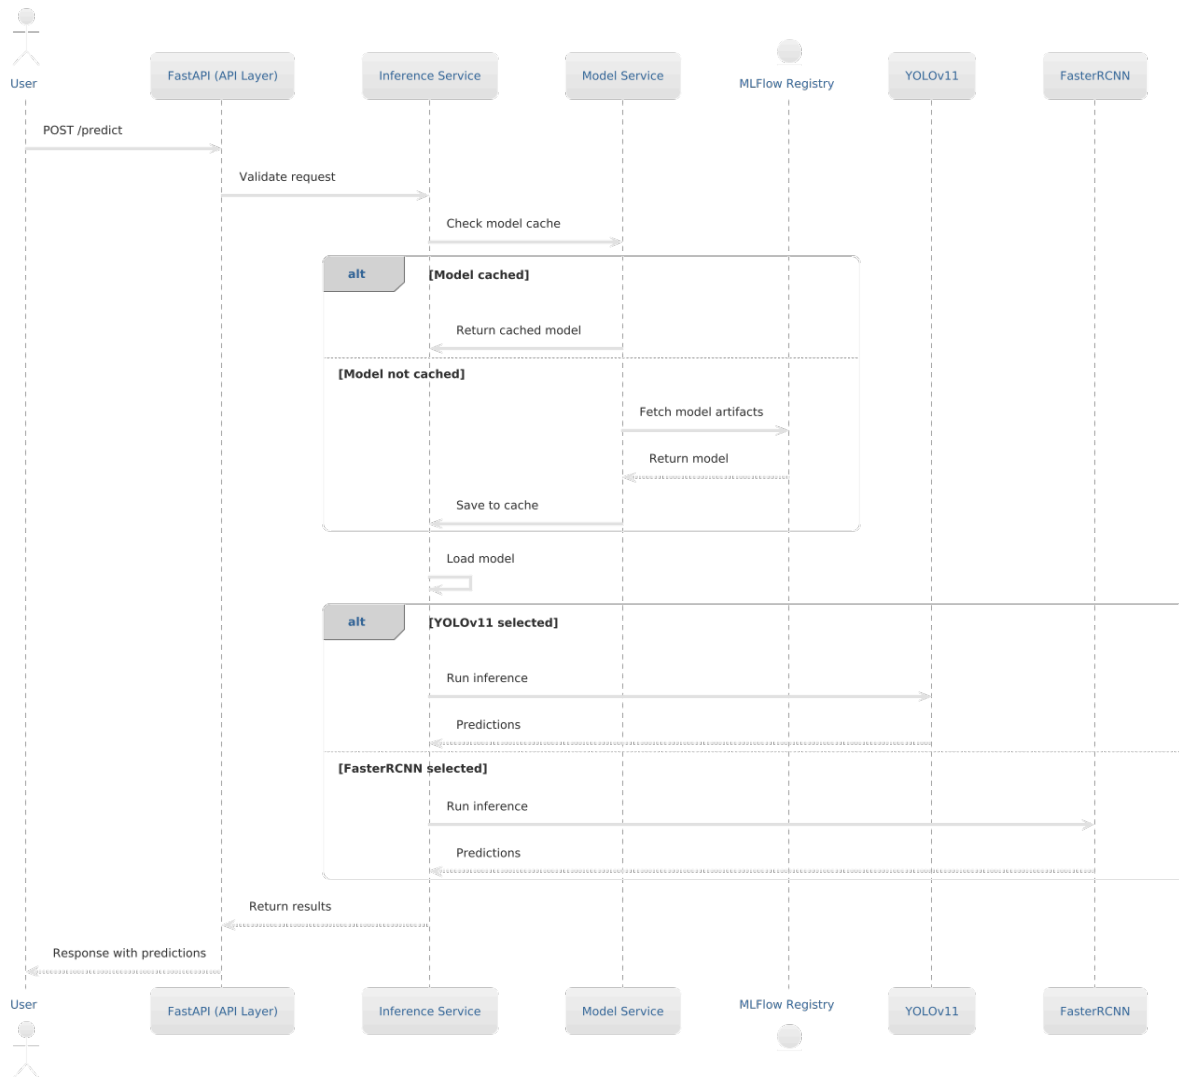 User
FastAPI (API Layer)
Inference Service
Model Service
MLFlow Registry
YOLOv11
FasterRCNN
POST /predict
Validate request
Check model cache
alt
[Model cached]
Return cached model
[Model not cached]
Fetch model artifacts
Return model
Save to cache
Load model
alt
[YOLOv11 selected]
Run inference
Predictions
[FasterRCNN selected]
Run inference
Predictions
Return results
Response with predictions
User
FastAPI (API Layer)
Inference Service
Model Service
MLFlow Registry
YOLOv11
FasterRCNN